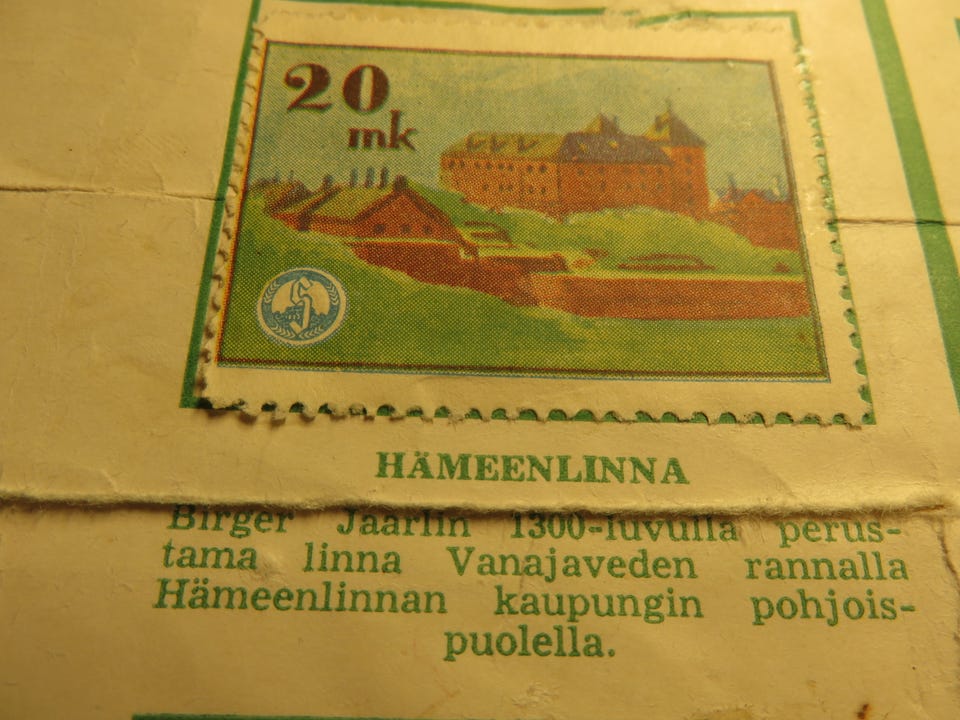 20
mk
S
HÄMEENLINNA
Birger Jaarlin 1300-luvulla perus-
tama linna Vanajaveden rannalla
Hämeenlinnan kaupungin pohjois-
puolella.